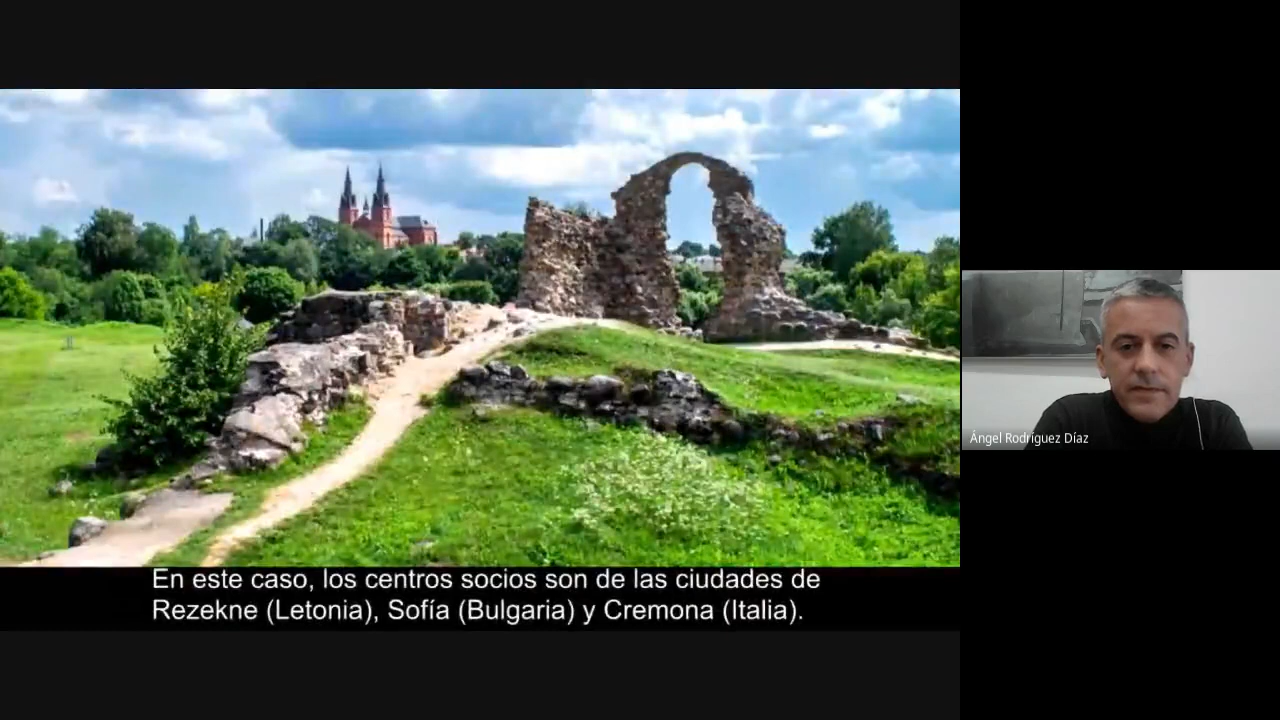 En este caso, los centros socios son de las ciudades de
Rezekne (Letonia), Sofía (Bulgaria) y Cremona (Italia).
Ángel Rodríguez Díaz